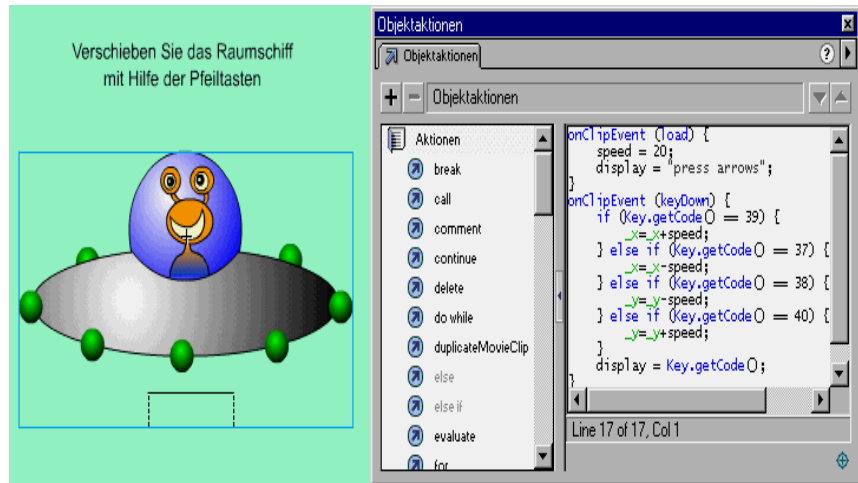 Verschieben Sie das Raumschiff
mit Hilfe der Pfeiltasten
Objektaktionen
Objektaktionen
Objektaktionen
Aktionen
break
call
comment
continue
delete
do while
duplicateMovieClip
else
else if
evaluate
for
onClipEvent (load) {
speed = 20;
display = "press arrows";
}
onClipEvent (keyDown) {
if (Key.getCode() == 39) {
_x=_x+speed;
} else if (Key.getCode() == 37) {
_x=_x-speed;
} else if (Key.getCode() == 38) {
_y=_y-speed;
} else if (Key.getCode() == 40) {
_y=_y+speed;
}
display = Key.getCode();
}
Line 17 of 17, Col 1